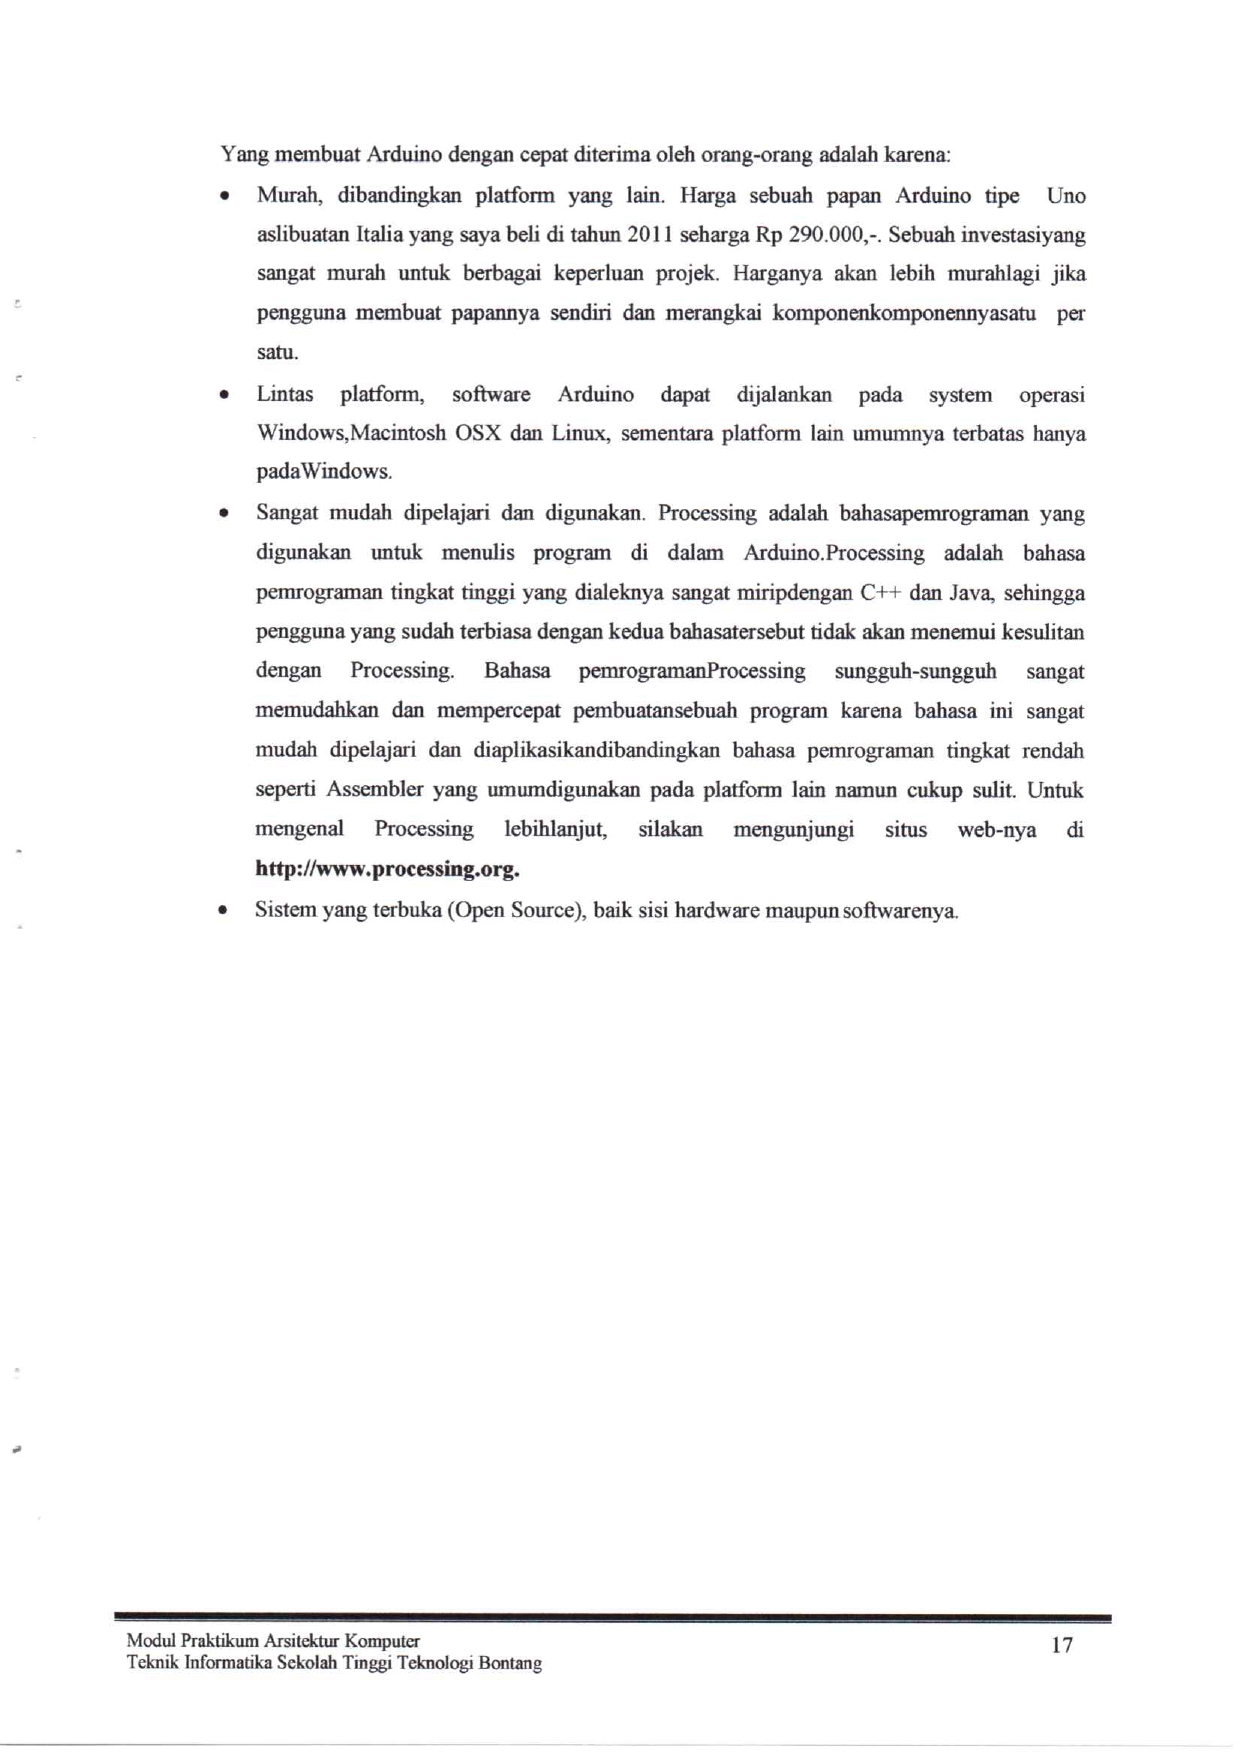 Yang membuat Arduino dengan cepat diterima oleh orang-orang adalah karena:
• Murah, dibandingkan platform yang lain. Harga sebuah papan Arduino tipe Uno
aslibuatan Italia yang saya beli di tahun 2011 seharga Rp 290.000,-. Sebuah investasiyang
sangat murah untuk berbagai keperluan projek. Harganya akan lebih murahlagi jika
pengguna membuat papannya sendiri dan merangkai komponenkomponennyasatu per
satu.
• Lintas platform, software Arduino dapat dijalankan pada system operasi
Windows,Macintosh OSX dan Linux, sementara platform lain umumnya terbatas hanya
padaWindows.
• Sangat mudah dipelajari dan digunakan. Processing adalah bahasapemrograman yang
digunakan untuk menulis program di dalam Arduino.Processing adalah bahasa
pemrograman tingkat tinggi yang dialeknya sangat miripdengan C++ dan Java, sehingga
pengguna yang sudah terbiasa dengan kedua bahasatersebut tidak akan menemui kesulitan
dengan Processing. Bahasa pemrogramanProcessing sungguh-sungguh sangat
memudahkan dan mempercepat pembuatansebuah program karena bahasa ini sangat
mudah dipelajari dan diaplikasikandibandingkan bahasa pemrograman tingkat rendah
seperti Assembler yang umumdigunakan pada platform lain namun cukup sulit. Untuk
mengenal Processing lebihlanjut, silakan mengunjungi situs web-nya di
http://www.processing.org.
• Sistem yang terbuka (Open Source), baik sisi hardware maupun softwarenya.
Modul Praktikum Arsitektur Komputer
17
Teknik Informatika Sekolah Tinggi Teknologi Bontang